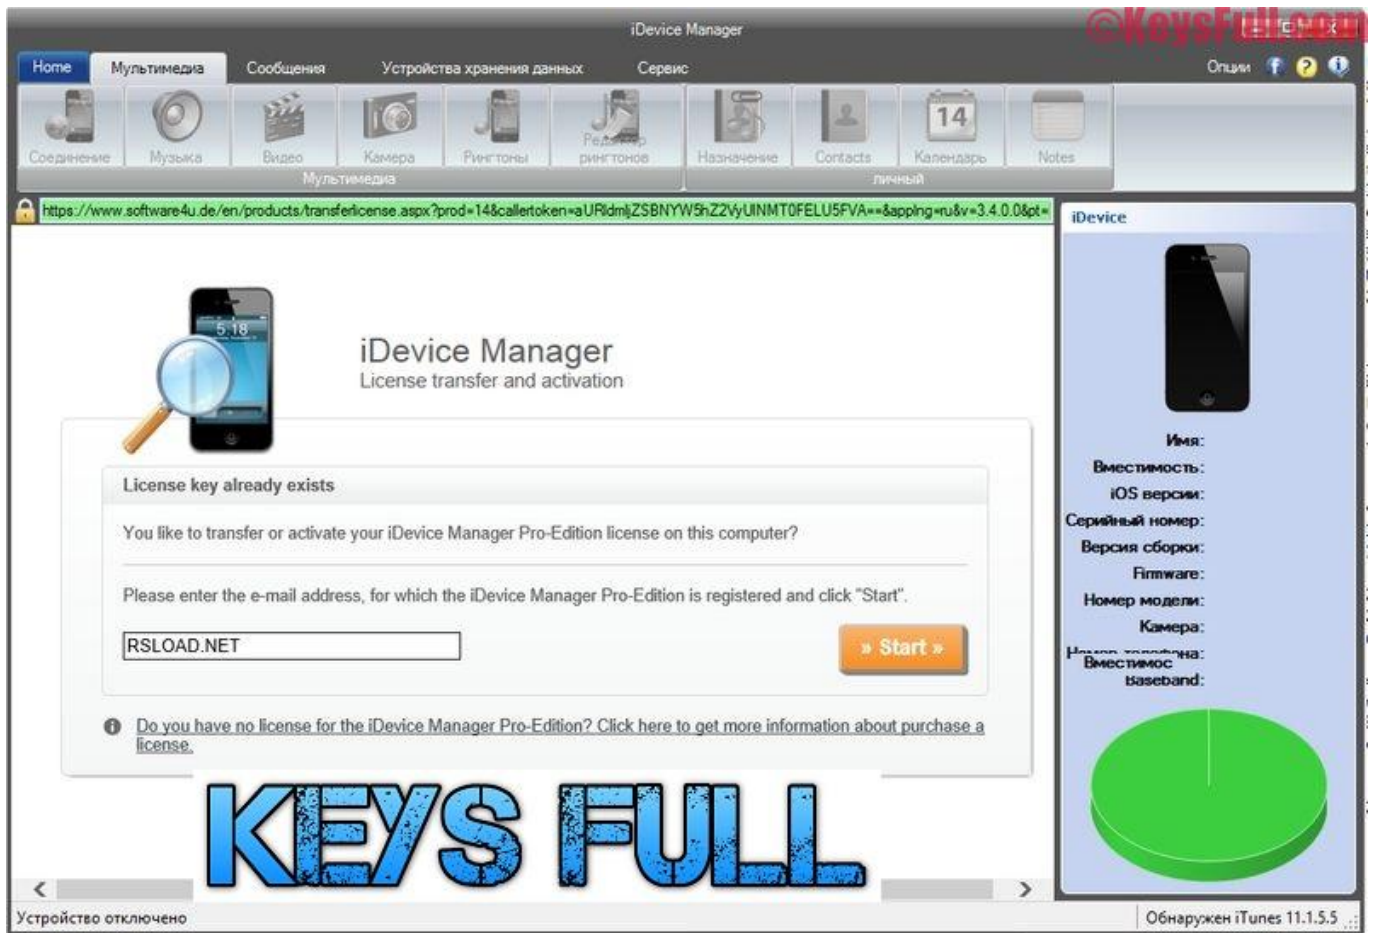 iDevice Manager
©KeysFull.com
Home Мультимедиа Сообщения Устройства хранения данных Сервис Опции
Соединение Музыка Видео Камера Рингтоны Редактор рингтонов Назначение Contacts Календарь Notes
14
Мультимедиа личный
https://www.software4u.de/en/products/transferlicense.aspx?prod=14&callertoken=aURldmljZSBNYW5hZ2VyUlNMT0FELU5FVA==&applng=ru&v=3.4.0.0&pt=
iDevice
5:18
iDevice Manager
License transfer and activation
License key already exists
You like to transfer or activate your iDevice Manager Pro-Edition license on this computer?
Please enter the e-mail address, for which the iDevice Manager Pro-Edition is registered and click "Start".
RSLOAD.NET
» Start »
Do you have no license for the iDevice Manager Pro-Edition? Click here to get more information about purchase a
license.
Имя:
Вместимость:
iOS версии:
Серийный номер:
Версия сборки:
Firmware:
Номер модели:
Камера:
Номер телефона:
Вместимос
Baseband:
KEYS FULL
Устройство отключено
Обнаружен iTunes 11.1.5.5